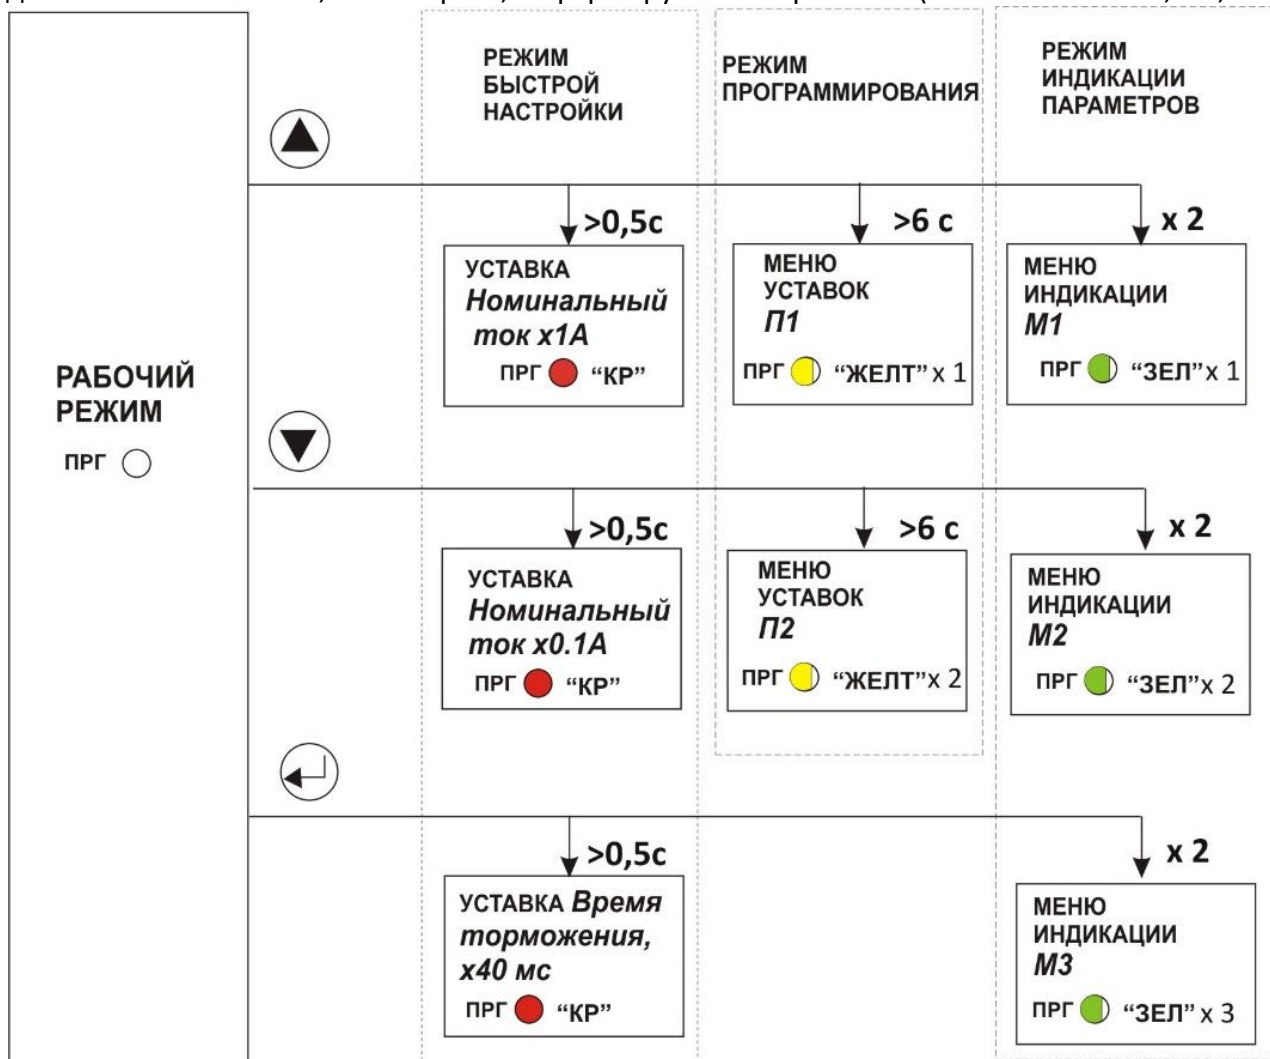 РЕЖИМ
БЫСТРОЙ
НАСТРОЙКИ
РЕЖИМ
ПРОГРАММИРОВАНИЯ
РЕЖИМ
ИНДИКАЦИИ
ПАРАМЕТРОВ
>0,5с
>6 с
х 2
УСТАВКА
Номинальный
ток х1А
ПРГ "КР"
МЕНЮ
УСТАВОК
П1
ПРГ "ЖЕЛТ" х 1
МЕНЮ
ИНДИКАЦИИ
М1
ПРГ "ЗЕЛ" х 1
РАБОЧИЙ
РЕЖИМ
ПРГ
>0,5с
>6 с
х 2
УСТАВКА
Номинальный
ток х0.1А
ПРГ "КР"
МЕНЮ
УСТАВОК
П2
ПРГ "ЖЕЛТ" х 2
МЕНЮ
ИНДИКАЦИИ
М2
ПРГ "ЗЕЛ" х 2
>0,5с
х 2
УСТАВКА Время
торможения,
х40 мс
ПРГ "КР"
МЕНЮ
ИНДИКАЦИИ
М3
ПРГ "ЗЕЛ" х 3